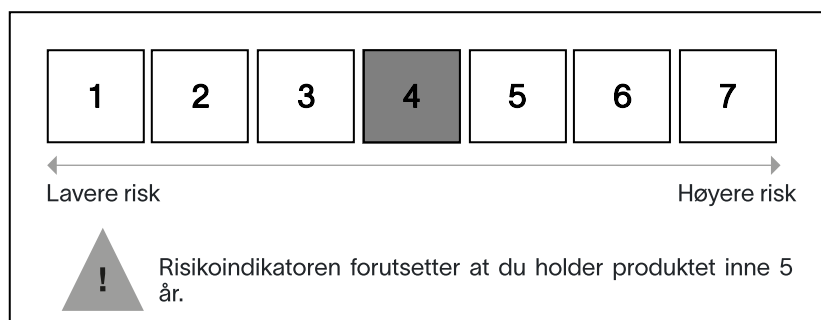 1 2 3 4 5 6 7
Lavere risk Høyere risk
! Risikoindikatoren forutsetter at du holder produktet inne 5
år.